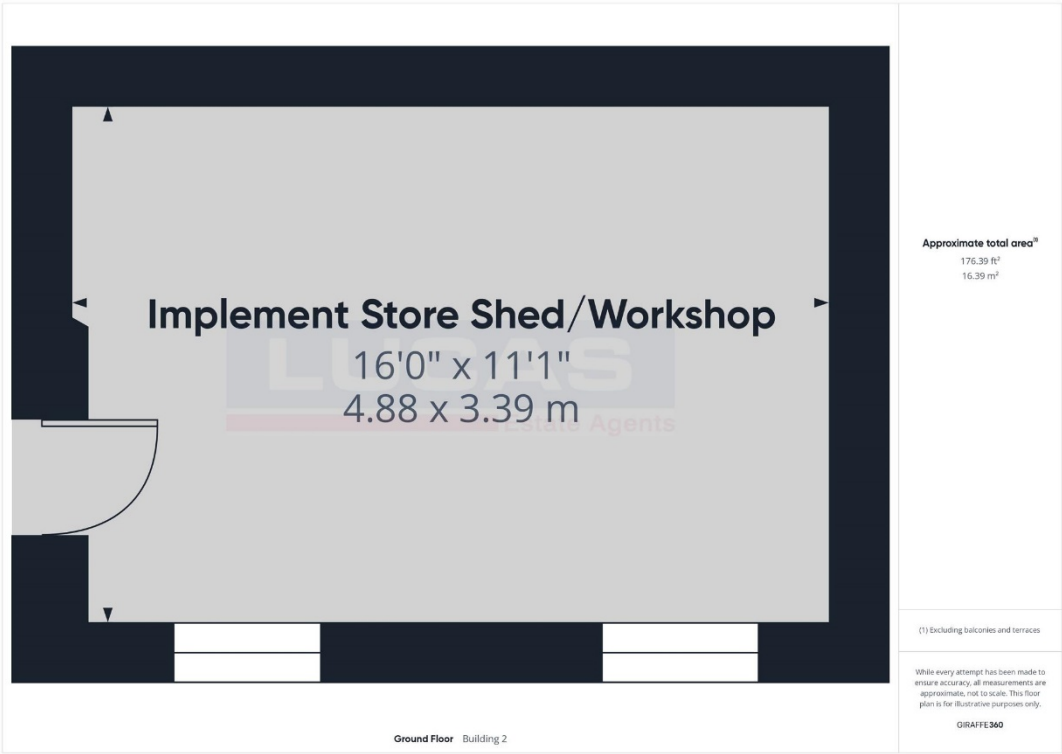 Implement Store Shed/Workshop
LUCAS
16'0" x 11'1"
4.88 x 3.39 m
Estate Agents
Ground Floor Building 2
Approximate total area(1)
176.39 ft²
16.39 m²
(1) Excluding balconies and terraces
While every attempt has been made to
ensure accuracy, all measurements are
approximate, not to scale. This floor
plan is for illustrative purposes only.
GIRAFFE360